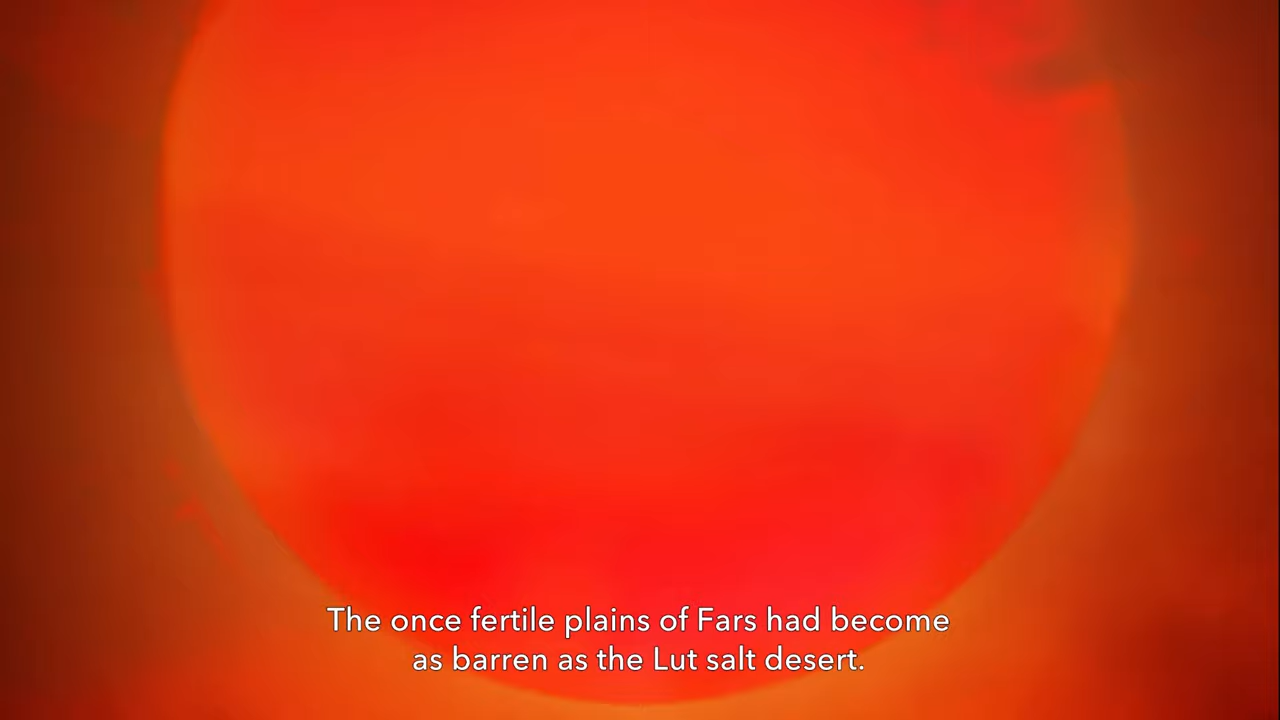 The once fertile plains of Fars had become
as barren as the Lut salt desert.